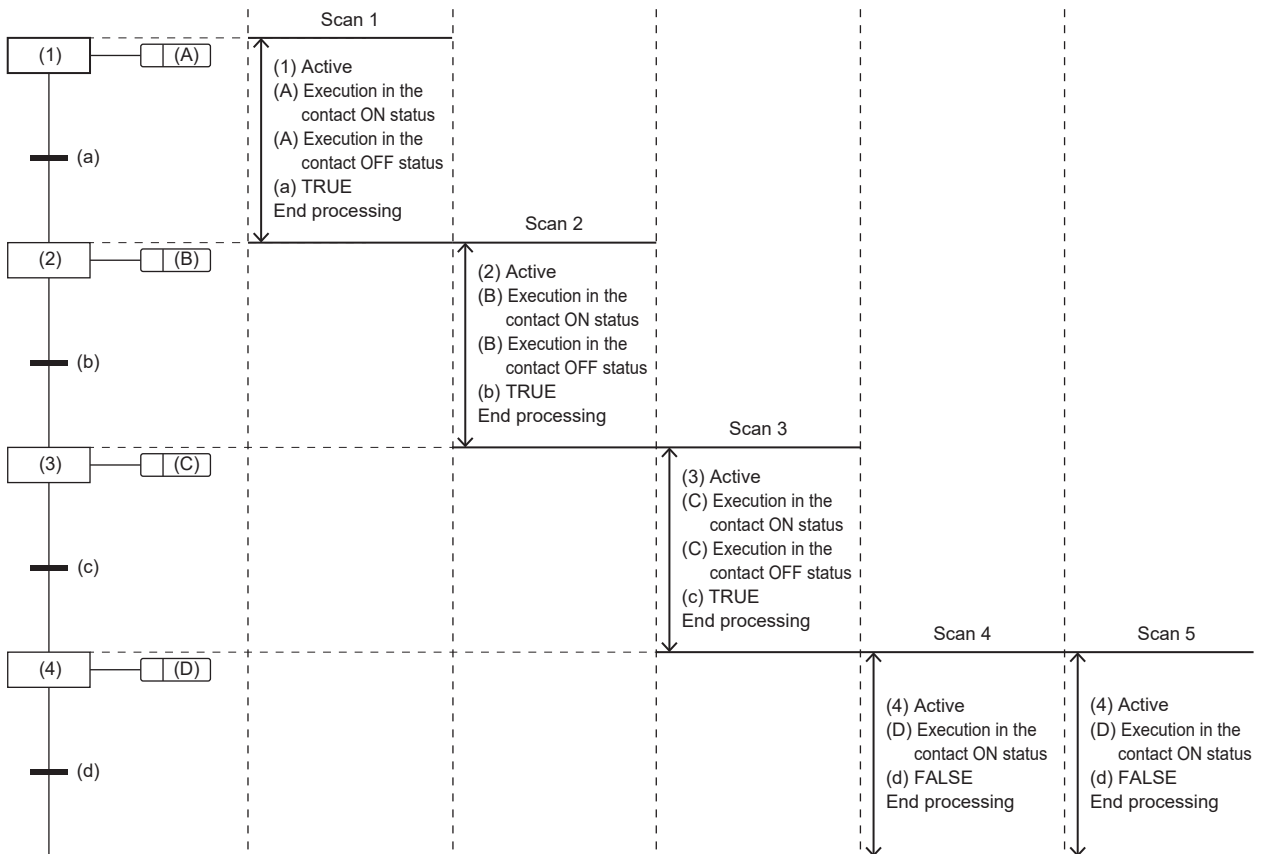 Scan 1
(1)
(A)
(1) Active
(A) Execution in the
contact ON status
(A) Execution in the
contact OFF status
(a) TRUE
End processing
(a)
Scan 2
(2)
(B)
(2) Active
(B) Execution in the
contact ON status
(B) Execution in the
contact OFF status
(b) TRUE
End processing
(b)
Scan 3
(3)
(C)
(3) Active
(C) Execution in the
contact ON status
(C) Execution in the
contact OFF status
(c) TRUE
End processing
(c)
Scan 4
Scan 5
(4)
(D)
(4) Active
(D) Execution in the
contact ON status
(d) FALSE
End processing
(4) Active
(D) Execution in the
contact ON status
(d) FALSE
End processing
(d)